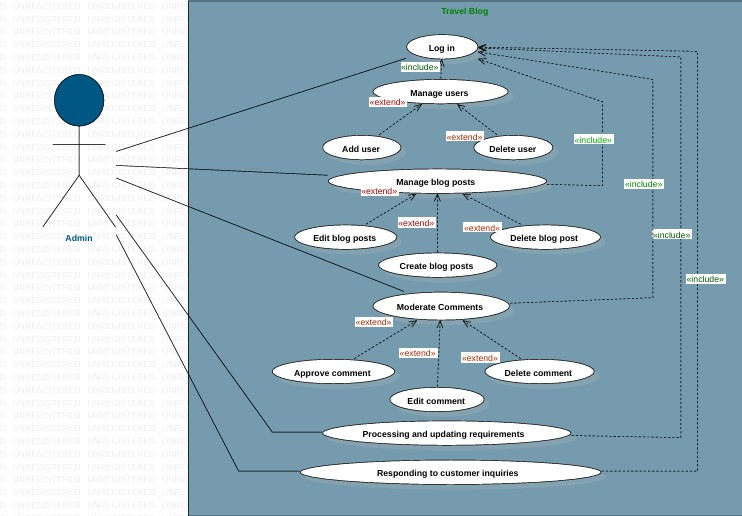 Travel Blog
Log in
«include»
Manage users
«extend»
Add user
«extend»
Delete user
«include»
Manage blog posts
«extend»
«include»
«extend»
«extend»
Edit blog posts
Delete blog post
«include»
Admin
Create blog posts
«include»
Moderate Comments
«extend»
«extend»
«extend»
Approve comment
Delete comment
Edit comment
Processing and updating requirements
Responding to customer inquiries
UNREGISTERED UNREGISTERED